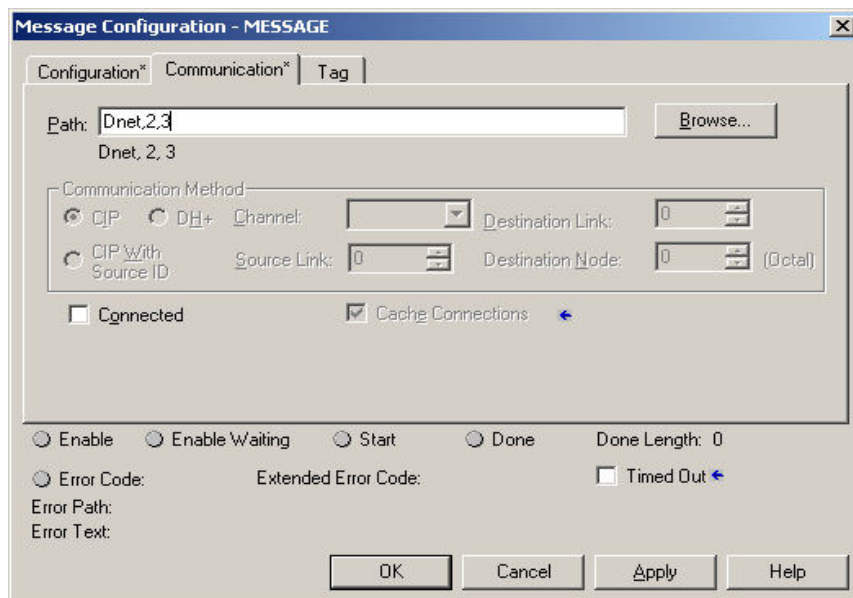 Message Configuration - MESSAGE
Configuration* Communication* Tag
Path: Dnet,2,3 Browse...
Dnet, 2, 3
Communication Method
CIP DH+ Channel: Destination Link: 0
CIP With Source ID Source Link: 0 Destination Node: 0 (Octal)
Connected Cache Connections
Enable Enable Waiting Start Done Done Length: 0
Error Code: Extended Error Code: Timed Out
Error Path:
Error Text:
OK Cancel Apply Help